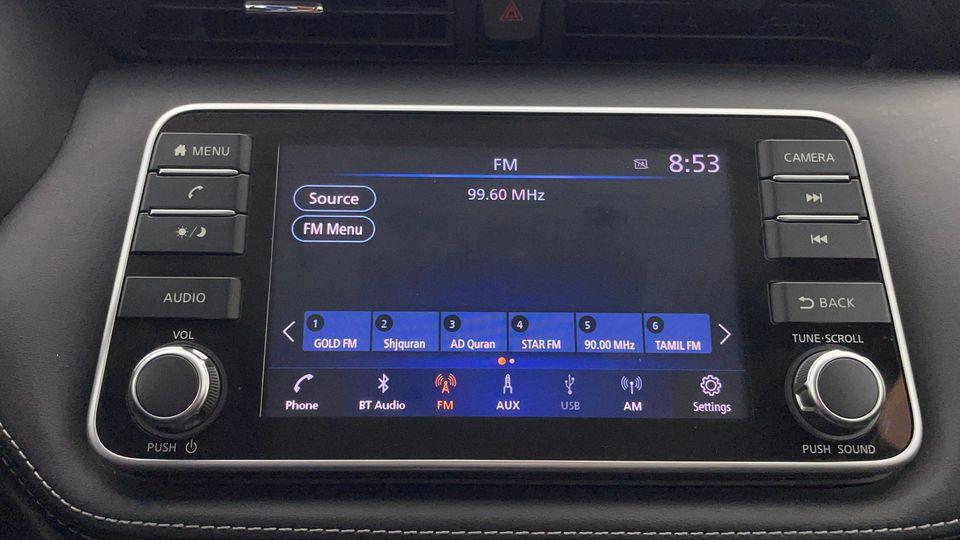 MENU
AUDIO
VOL
PUSH
FM
8:53
Source
99.60 MHz
FM Menu
1 GOLD FM
2 Shjquran
3 AD Quran
4 STAR FM
5 90.00 MHz
6 TAMIL FM
Phone
BT Audio
FM
AUX
USB
AM
Settings
CAMERA
BACK
TUNE·SCROLL
PUSH SOUND